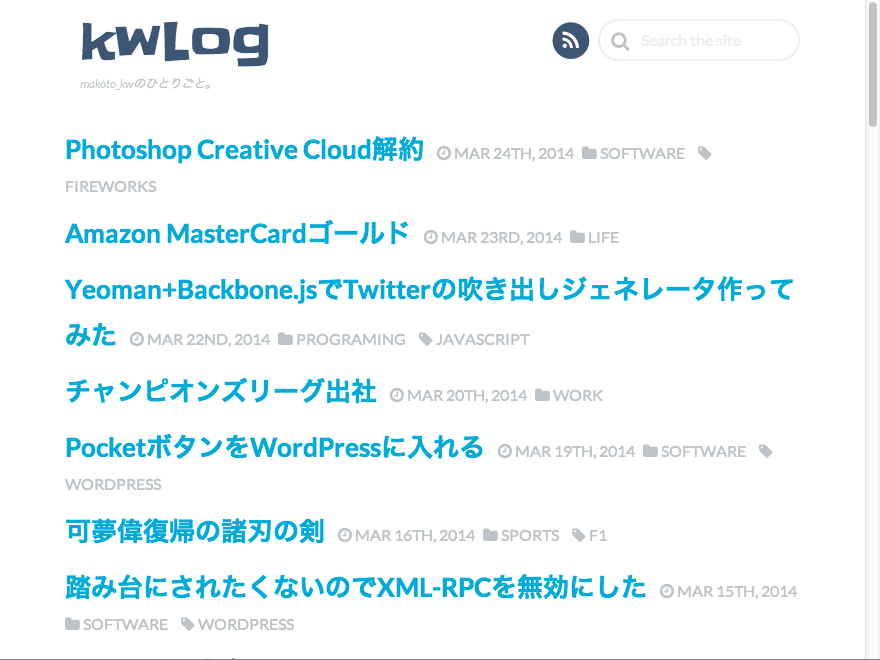 kwLog
Search the site
makoto_kwのひとりごと。
Photoshop Creative Cloud解約 MAR 24TH, 2014 SOFTWARE
FIREWORKS
Amazon MasterCardゴールド MAR 23RD, 2014 LIFE
Yeoman+Backbone.jsでTwitterの吹き出しジェネレータ作って
みた MAR 22ND, 2014 PROGRAMING JAVASCRIPT
チャンピオンズリーグ出社 MAR 20TH, 2014 WORK
PocketボタンをWordPressに入れる MAR 19TH, 2014 SOFTWARE
WORDPRESS
可夢偉復帰の諸刃の剣 MAR 16TH, 2014 SPORTS F1
踏み台にされたくないのでXML-RPCを無効にした MAR 15TH, 2014
SOFTWARE WORDPRESS